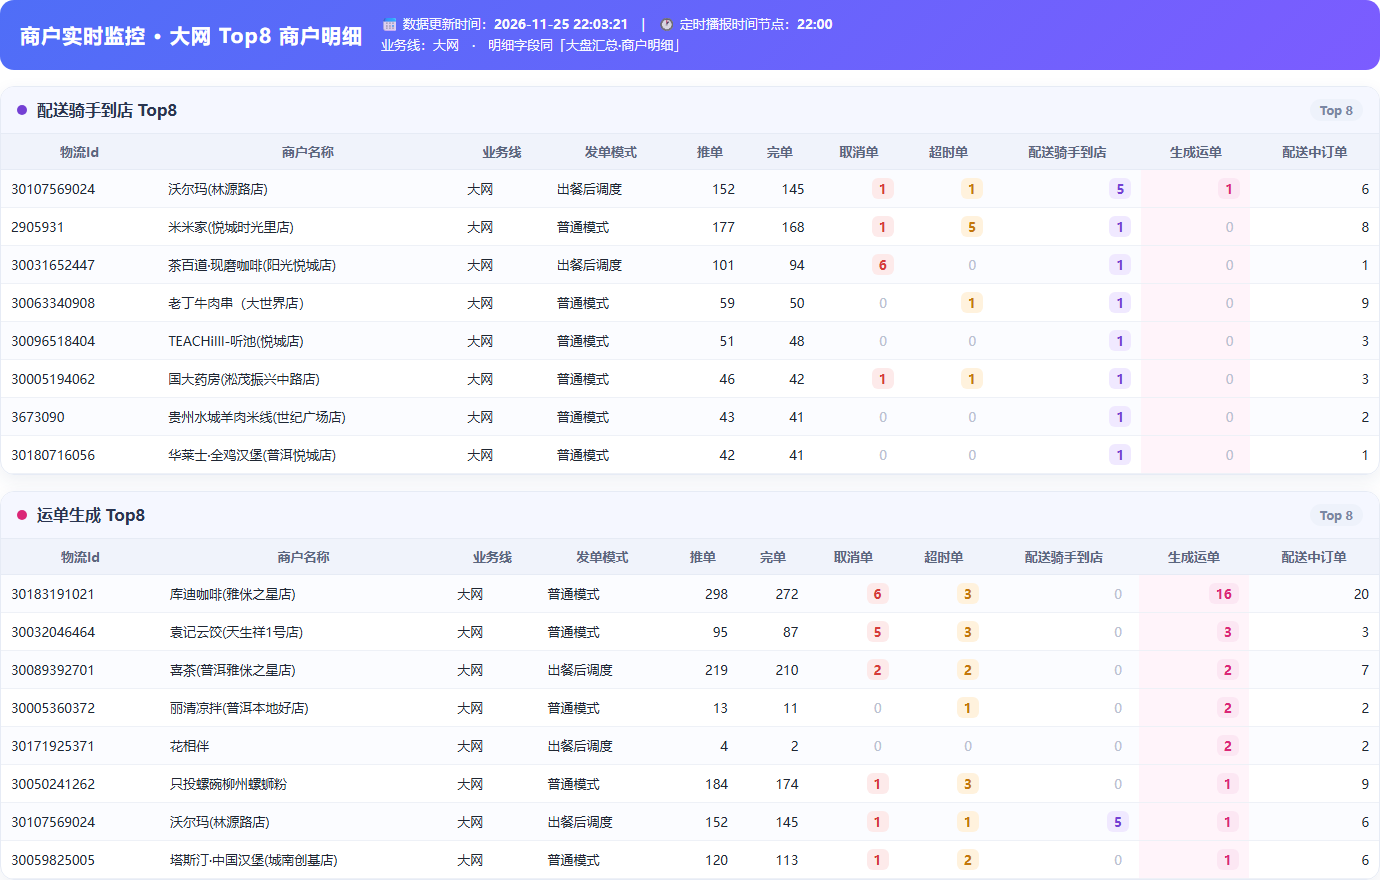 商户实时监控 • 大网 Top8 商户明细
数据更新时间：2026-11-25 22:03:21 | 定时播报时间节点：22:00
业务线：大网 · 明细字段同「大盘汇总·商户明细」
配送骑手到店 Top8 Top 8
物流Id 商户名称 业务线 发单模式 推单 完单 取消单 超时单 配送骑手到店 生成运单 配送中订单
30107569024 沃尔玛(林源路店) 大网 出餐后调度 152 145 1 1 5 1 6
2905931 米米家(悦城时光里店) 大网 普通模式 177 168 1 5 1 0 8
30031652447 茶百道·现磨咖啡(阳光悦城店) 大网 出餐后调度 101 94 6 0 1 0 1
30063340908 老丁牛肉串（大世界店） 大网 普通模式 59 50 0 1 1 0 9
30096518404 TEACHilll-听池(悦城店) 大网 普通模式 51 48 0 0 1 0 3
30005194062 国大药房(淞茂振兴中路店) 大网 普通模式 46 42 1 1 1 0 3
3673090 贵州水城羊肉米线(世纪广场店) 大网 普通模式 43 41 0 0 1 0 2
30180716056 华莱士·全鸡汉堡(普洱悦城店) 大网 普通模式 42 41 0 0 1 0 1
运单生成 Top8 Top 8
物流Id 商户名称 业务线 发单模式 推单 完单 取消单 超时单 配送骑手到店 生成运单 配送中订单
30183191021 库迪咖啡(雅侎之星店) 大网 普通模式 298 272 6 3 0 16 20
30032046464 袁记云饺(天生祥1号店) 大网 普通模式 95 87 5 3 0 3 3
30089392701 喜茶(普洱雅侎之星店) 大网 出餐后调度 219 210 2 2 0 2 7
30005360372 丽清凉拌(普洱本地好店) 大网 普通模式 13 11 0 1 0 2 2
30171925371 花相伴 大网 出餐后调度 4 2 0 0 0 2 2
30050241262 只投螺碗柳州螺蛳粉 大网 普通模式 184 174 1 3 0 1 9
30107569024 沃尔玛(林源路店) 大网 出餐后调度 152 145 1 1 5 1 6
30059825005 塔斯汀·中国汉堡(城南创基店) 大网 普通模式 120 113 1 2 0 1 6